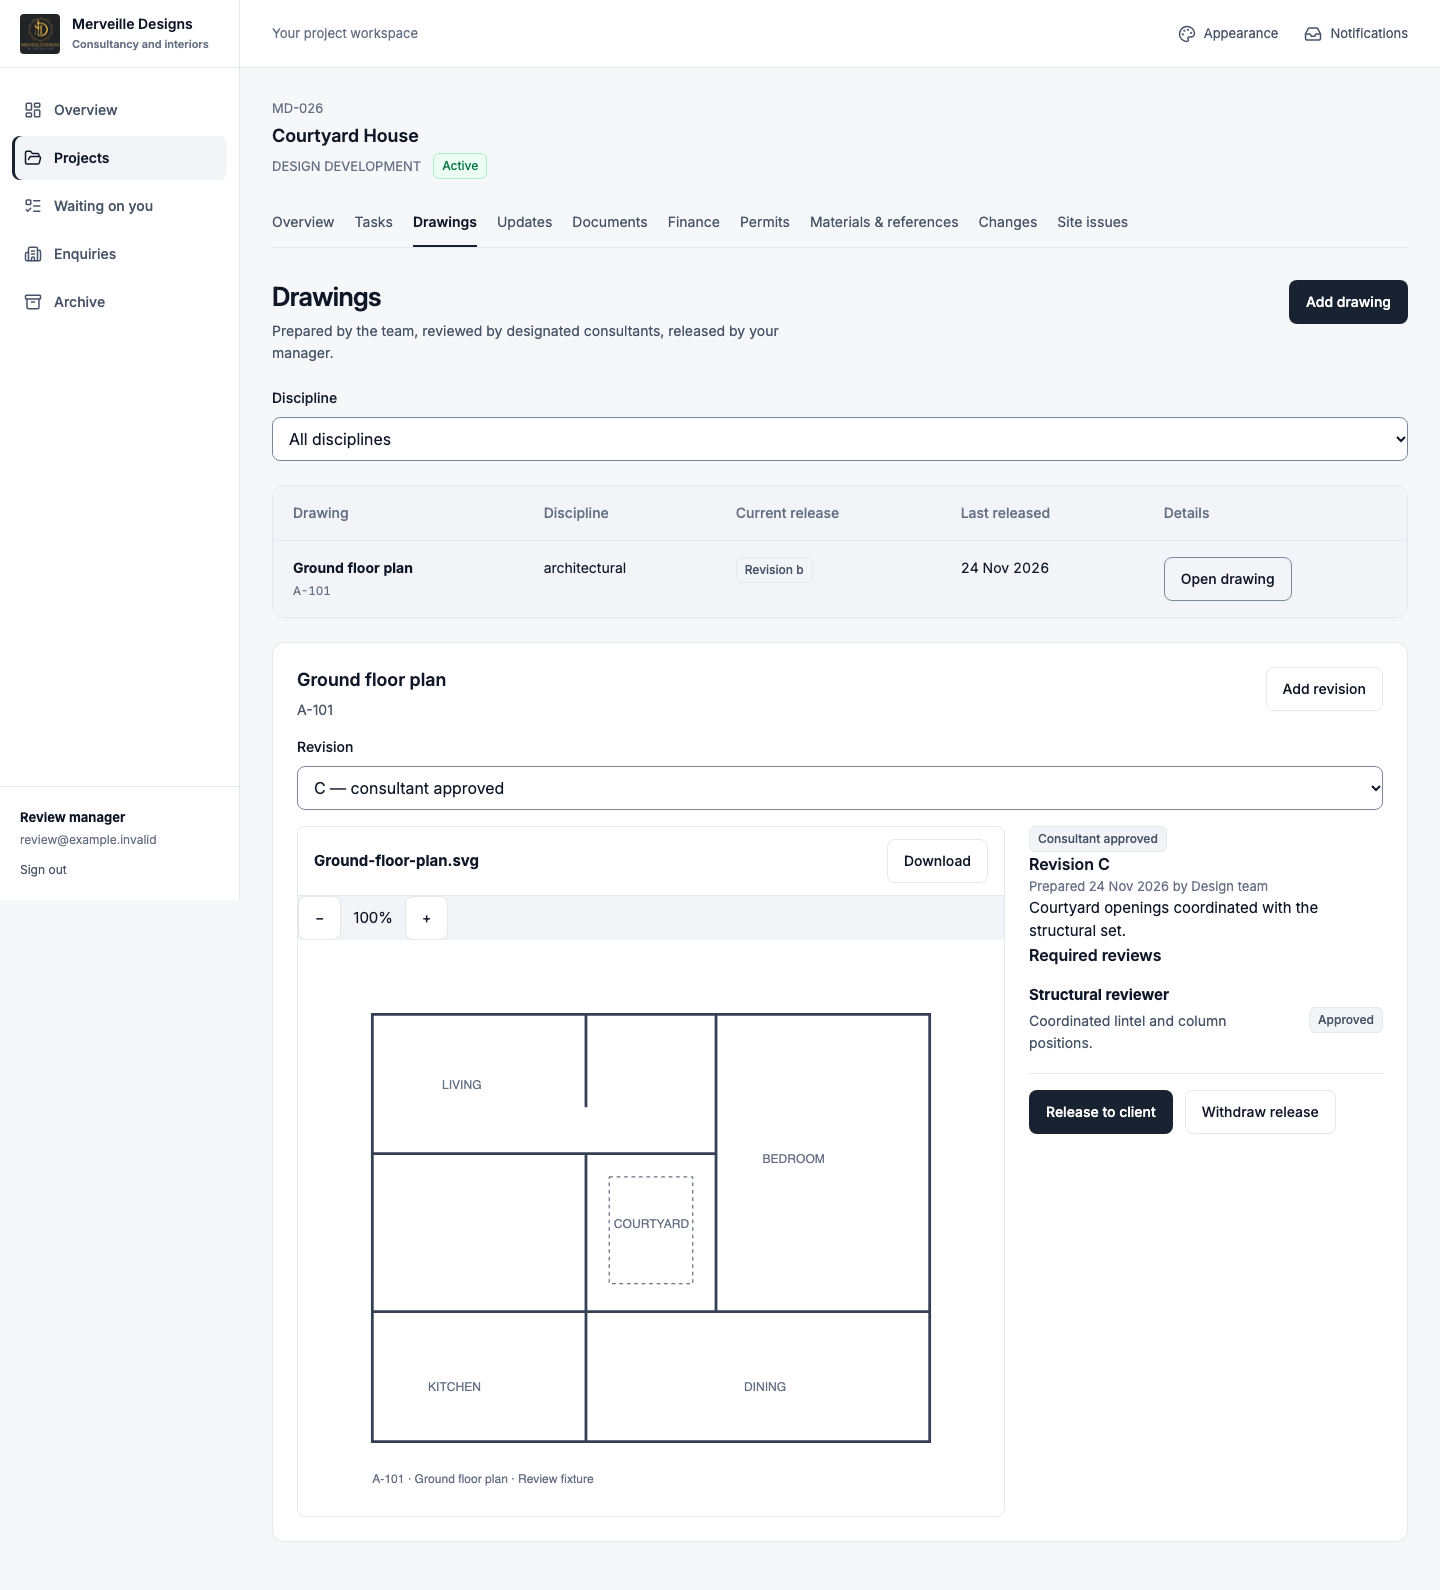 Merveille Designs
Consultancy and interiors
Your project workspace
Appearance
Notifications
Overview
Projects
Waiting on you
Enquiries
Archive
Review manager
review@example.invalid
Sign out
MD-026
Courtyard House
DESIGN DEVELOPMENT Active
Overview Tasks Drawings Updates Documents Finance Permits Materials & references Changes Site issues
Drawings
Add drawing
Prepared by the team, reviewed by designated consultants, released by your
manager.
Discipline
All disciplines
Drawing Discipline Current release Last released Details
Ground floor plan architectural Revision b 24 Nov 2026 Open drawing
A-101
Ground floor plan
Add revision
A-101
Revision
C — consultant approved
Ground-floor-plan.svg
Download
− 100% +
LIVING
BEDROOM
COURTYARD
KITCHEN
DINING
A-101 · Ground floor plan · Review fixture
Consultant approved
Revision C
Prepared 24 Nov 2026 by Design team
Courtyard openings coordinated with the
structural set.
Required reviews
Structural reviewer
Coordinated lintel and column
positions.
Approved
Release to client
Withdraw release